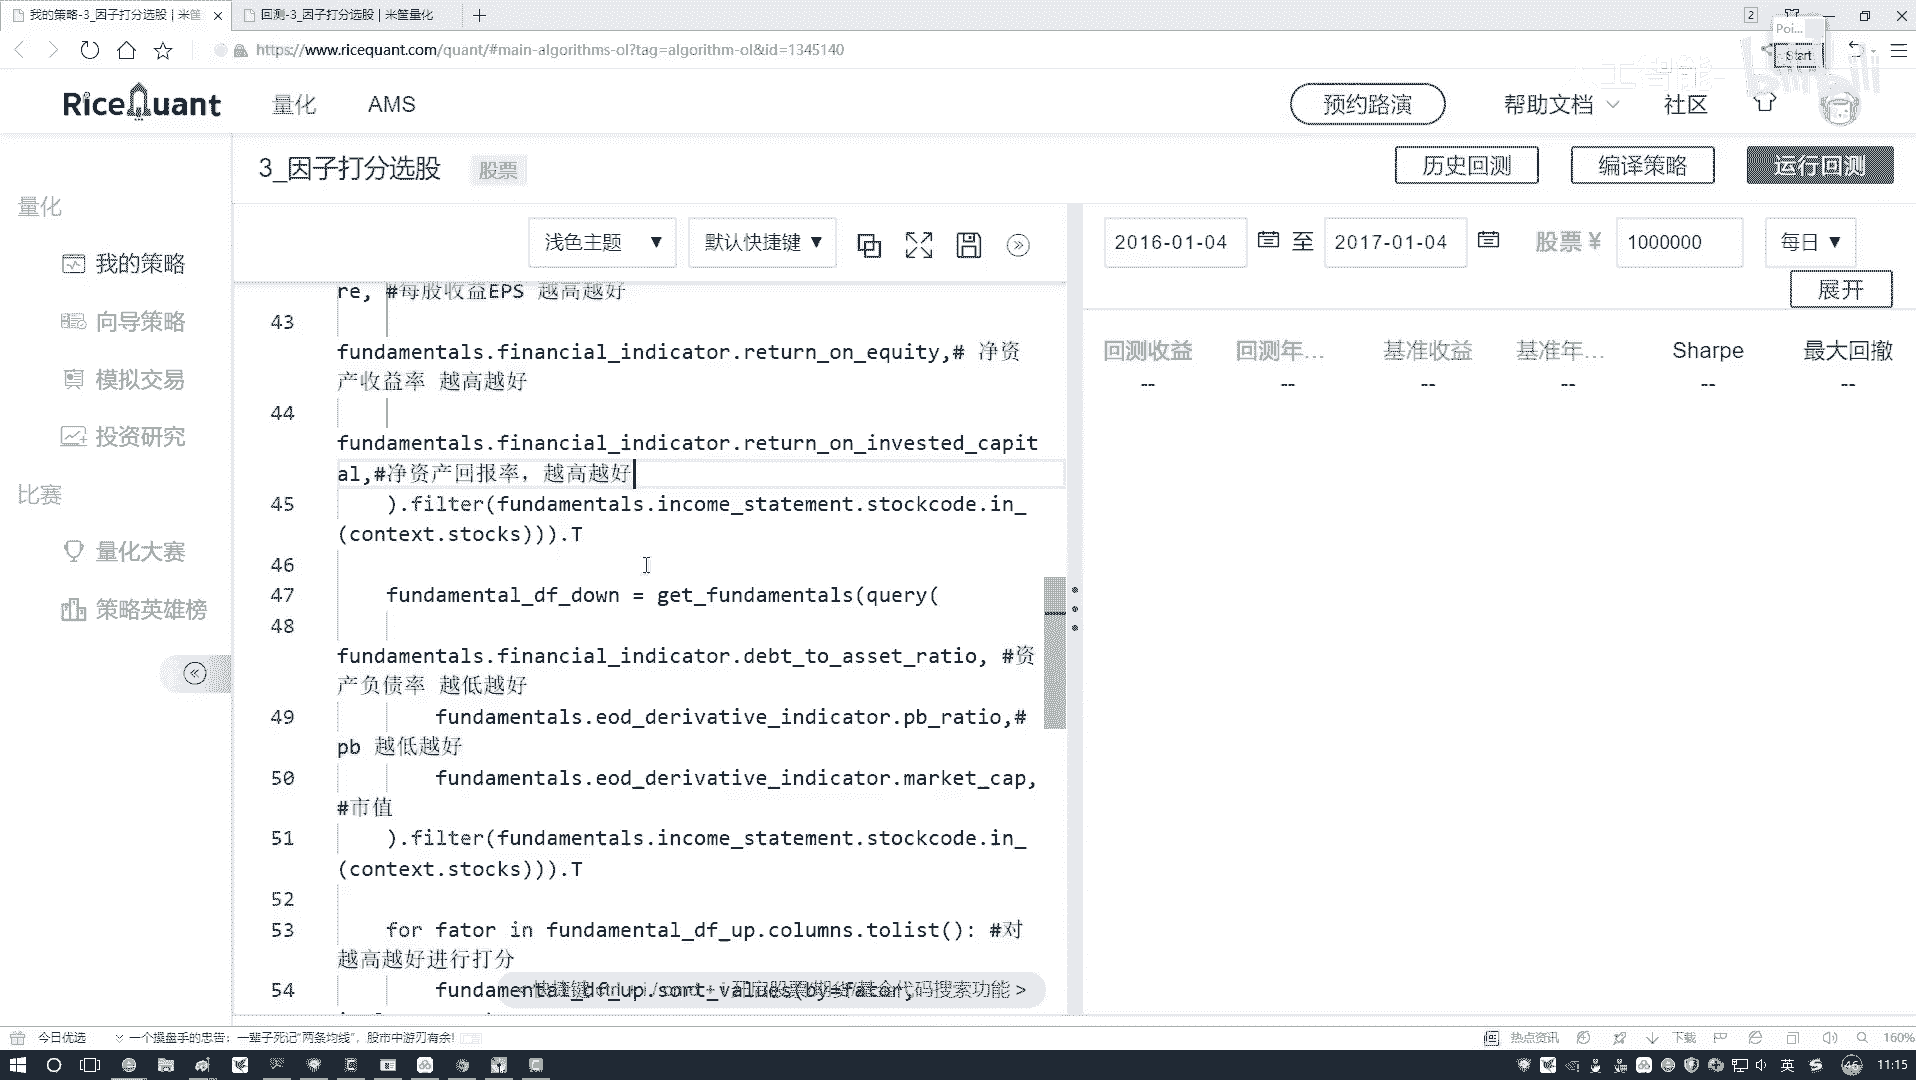 我的策略-3_因子打分选股 | 米筐
回测-3_因子打分选股 | 米筐量化
2
https://www.ricequant.com/quant/#main-algorithms-ol?tag=algorithm-ol&id=1345140
Poi...
Start
RiceQuant
量化
AMS
预约路演
帮助文档
社区
3_因子打分选股
股票
历史回测
编译策略
运行回测
量化
我的策略
向导策略
模拟交易
投资研究
比赛
量化大赛
策略英雄榜
浅色主题 ▼
默认快捷键 ▼
2016-01-04
至
2017-01-04
股票 ¥
1000000
每日 ▼
展开
回测收益
回测年...
基准收益
基准年...
Sharpe
最大回撤
--
--
--
--
--
--
re, #每股收益EPS 越高越好
43
fundamentals.financial_indicator.return_on_equity,# 净资
产收益率 越高越好
44
fundamentals.financial_indicator.return_on_invested_capit
al,#净资产回报率，越高越好
45 ).filter(fundamentals.income_statement.stockcode.in_
(context.stocks))).T
46
47 fundamental_df_down = get_fundamentals(query(
48
fundamentals.financial_indicator.debt_to_asset_ratio, #资
产负债率 越低越好
49 fundamentals.eod_derivative_indicator.pb_ratio,#
pb 越低越好
50 fundamentals.eod_derivative_indicator.market_cap,
#市值
51 ).filter(fundamentals.income_statement.stockcode.in_
(context.stocks))).T
52
53 for fator in fundamental_df_up.columns.tolist(): #对
越高越好进行打分
54 fundamental_df_up.sort_values(by=fator,
代码搜索功能 >
今日优选
一个操盘手的忠告：一辈子死记“两条均线”，股市中游刃有余!
热点资讯
下载
160%
英
46
11:15